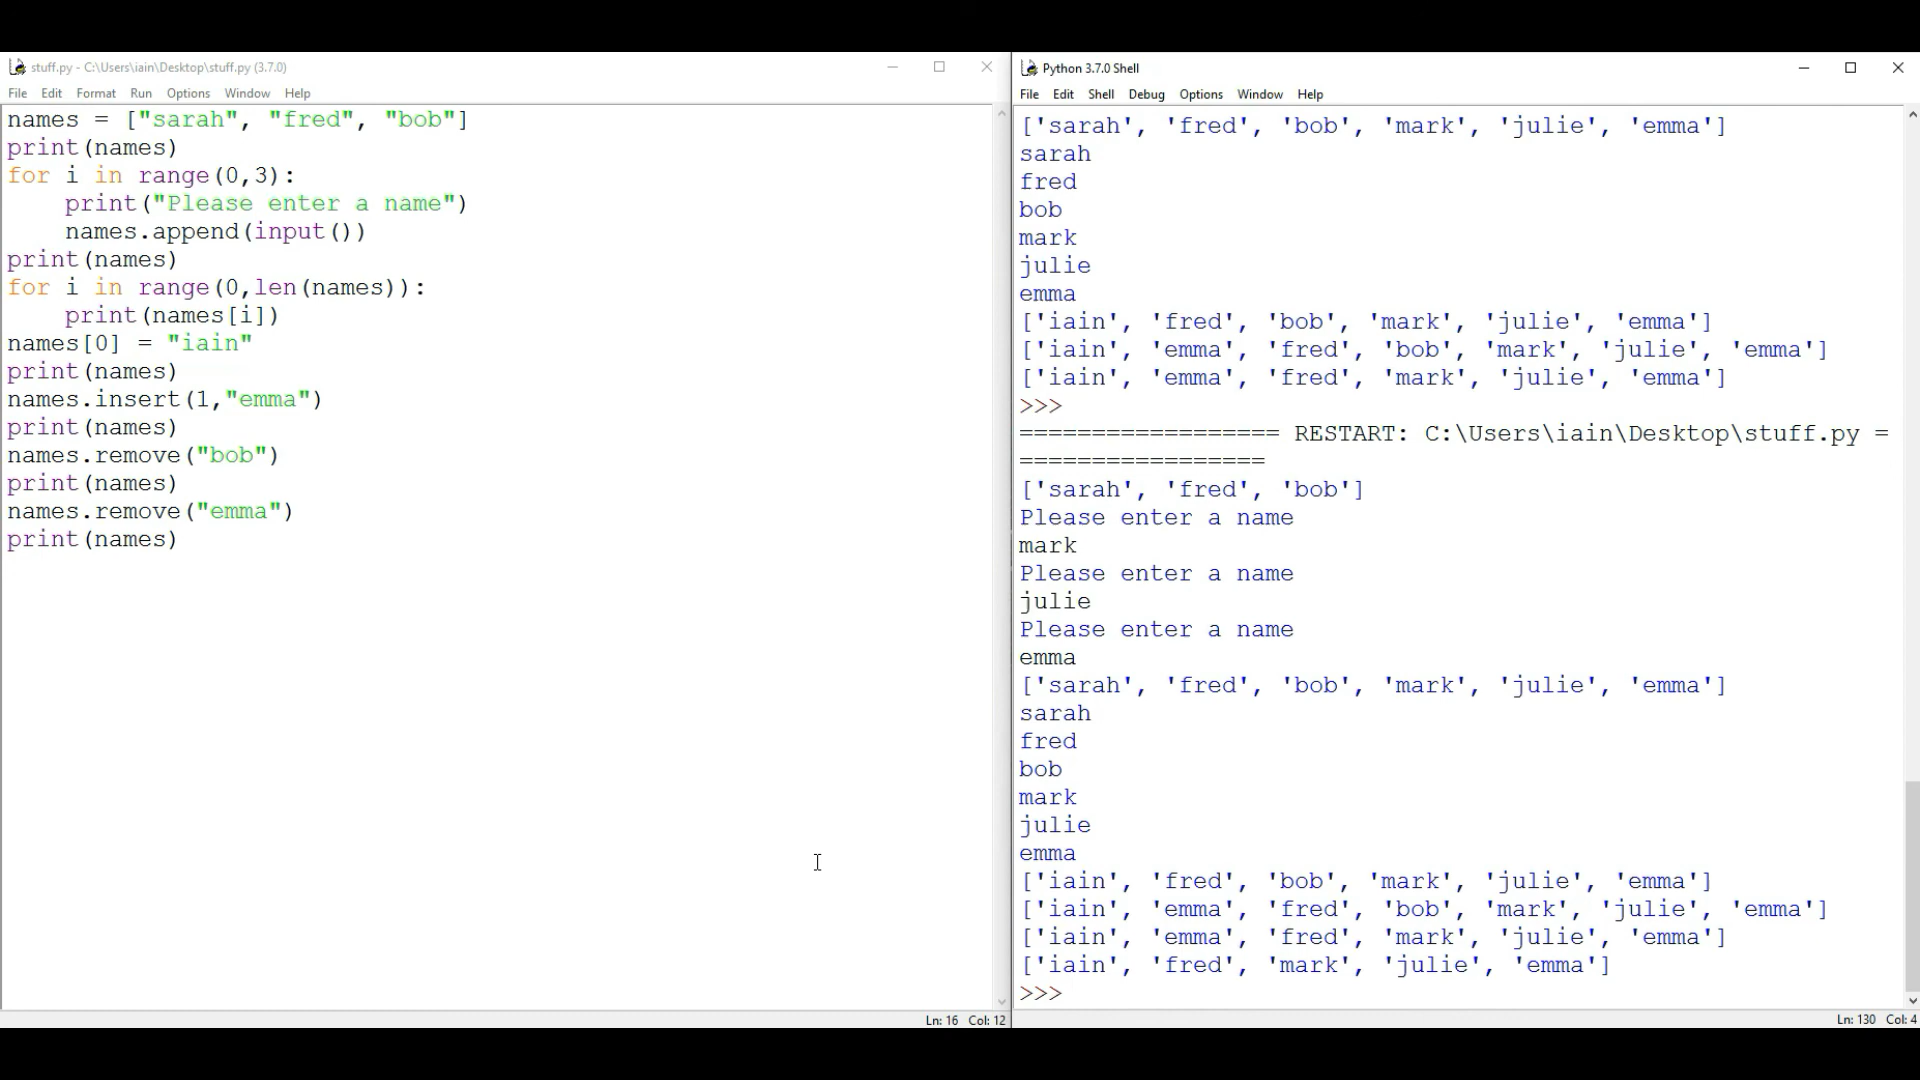 stuff.py - C:\Users\iain\Desktop\stuff.py (3.7.0)
File Edit Format Run Options Window Help
names = ["sarah", "fred", "bob"]
print(names)
for i in range(0,3):
    print("Please enter a name")
    names.append(input())
print(names)
for i in range(0,len(names)):
    print(names[i])
names[0] = "iain"
print(names)
names.insert(1,"emma")
print(names)
names.remove("bob")
print(names)
names.remove("emma")
print(names)
Ln: 16 Col: 12
Python 3.7.0 Shell
File Edit Shell Debug Options Window Help
['sarah', 'fred', 'bob', 'mark', 'julie', 'emma']
sarah
fred
bob
mark
julie
emma
['iain', 'fred', 'bob', 'mark', 'julie', 'emma']
['iain', 'emma', 'fred', 'bob', 'mark', 'julie', 'emma']
['iain', 'emma', 'fred', 'mark', 'julie', 'emma']
>>>
================== RESTART: C:\Users\iain\Desktop\stuff.py =
=================
['sarah', 'fred', 'bob']
Please enter a name
mark
Please enter a name
julie
Please enter a name
emma
['sarah', 'fred', 'bob', 'mark', 'julie', 'emma']
sarah
fred
bob
mark
julie
emma
['iain', 'fred', 'bob', 'mark', 'julie', 'emma']
['iain', 'emma', 'fred', 'bob', 'mark', 'julie', 'emma']
['iain', 'emma', 'fred', 'mark', 'julie', 'emma']
['iain', 'fred', 'mark', 'julie', 'emma']
>>>
Ln: 130 Col: 4